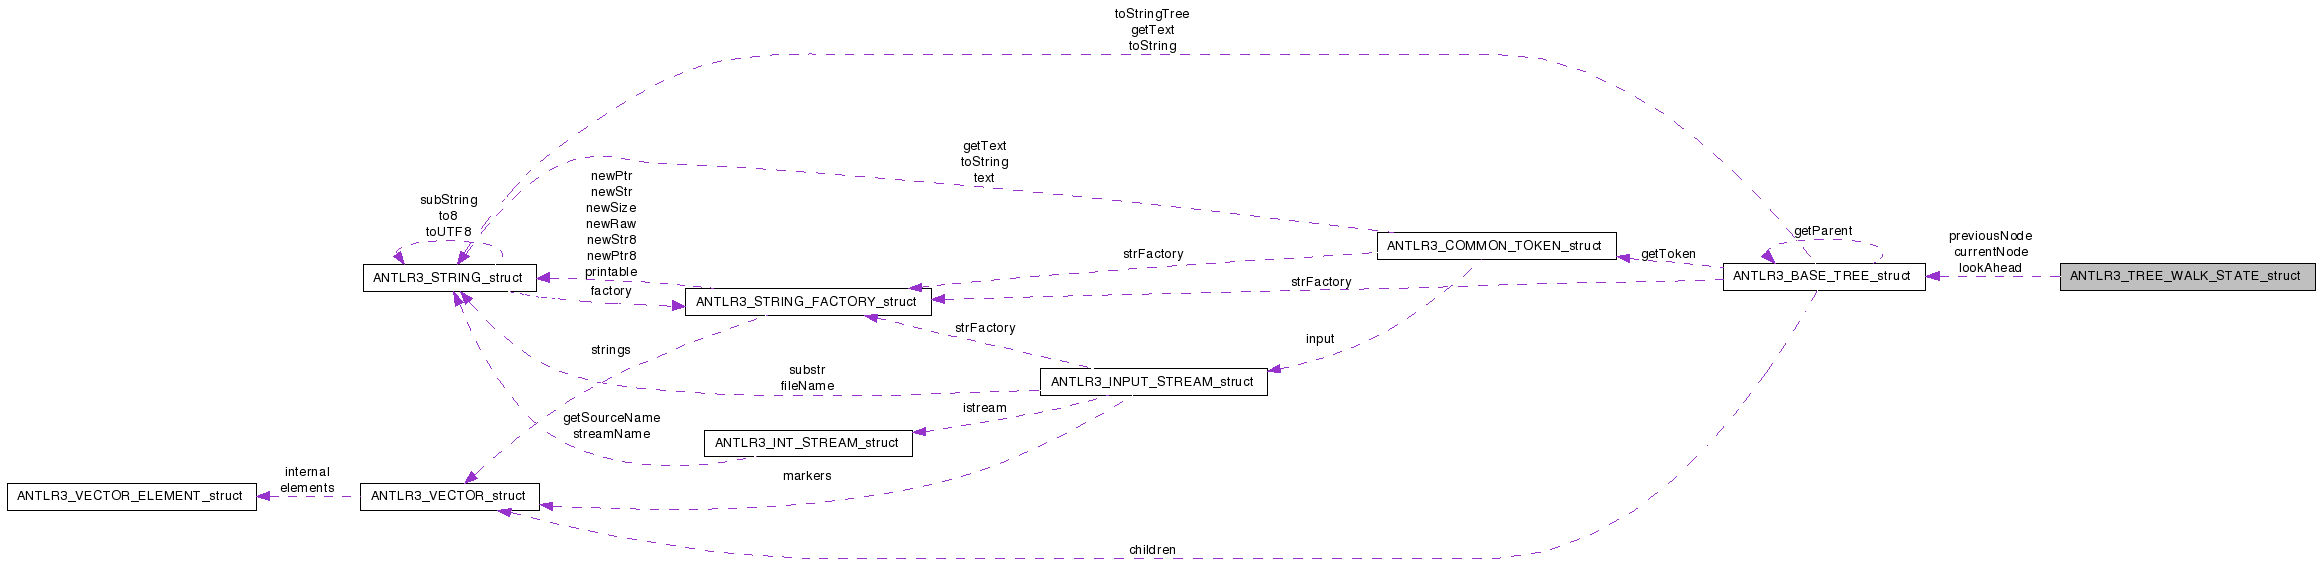 toStringTree
getText
toString
getText
toString
text
newPtr
newStr
newSize
newRaw
newStr8
newPtr8
printable
subString
to8
toUTF8
getParent
previousNode
currentNode
lookAhead
ANTLR3_COMMON_TOKEN_struct
strFactory
getToken
ANTLR3_STRING_struct
ANTLR3_BASE_TREE_struct
ANTLR3_TREE_WALK_STATE_struct
factory
strFactory
ANTLR3_STRING_FACTORY_struct
strFactory
input
strings
substr
fileName
ANTLR3_INPUT_STREAM_struct
istream
getSourceName
streamName
ANTLR3_INT_STREAM_struct
internal
elements
markers
ANTLR3_VECTOR_ELEMENT_struct
ANTLR3_VECTOR_struct
children